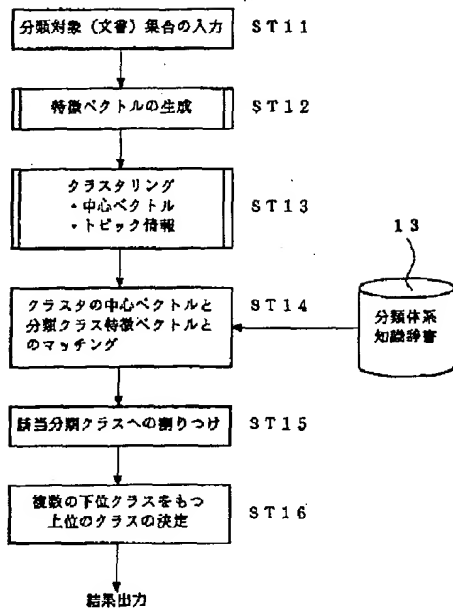 分類対象（文書）集合の入力
ST11
特徴ベクトルの生成
ST12
クラスタリング
・中心ベクトル
・トピック情報
ST13
13
クラスタの中心ベクトルと
分類クラス特徴ベクトルと
のマッチング
ST14
分類体系
知識辞書
該当分類クラスへの割りつけ
ST15
複数の下位クラスをもつ
上位のクラスの決定
ST16
結果出力